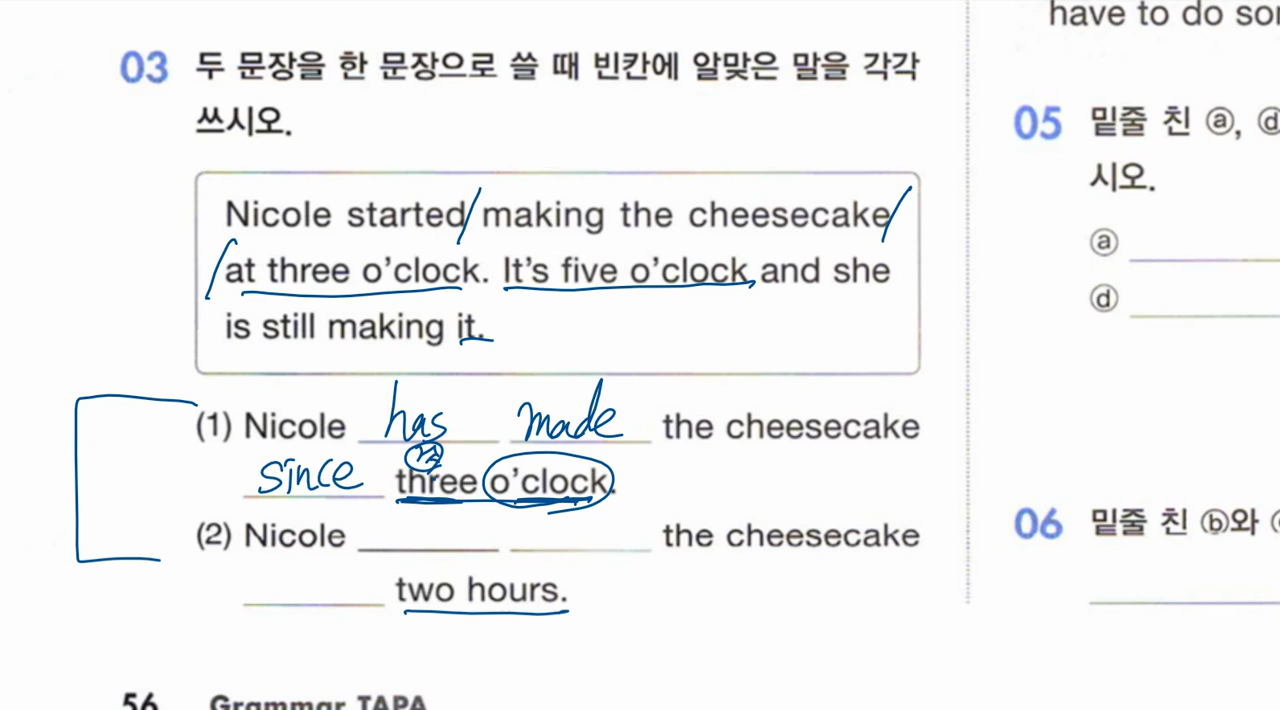 have to do sor
03 두 문장을 한 문장으로 쓸 때 빈칸에 알맞은 말을 각각
쓰시오.
Nicole started making the cheesecake
at three o'clock. It's five o'clock and she
is still making it.
(1) Nicole has made the cheesecake
since three o'clock.
(2) Nicole the cheesecake
two hours.
56 Grammar TAPA
05 밑줄 친 ⓐ, ⓓ
시오.
ⓐ
ⓓ
06 밑줄 친 ⓑ와